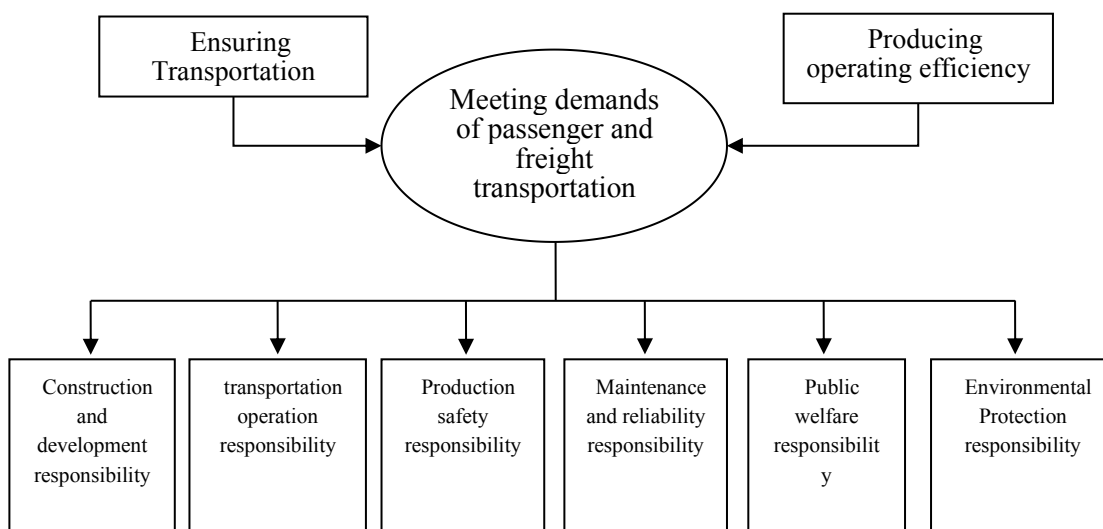 Ensuring
Transportation
Producing
operating efficiency
Meeting demands
of passenger and
freight
transportation
Construction
and
development
responsibility
transportation
operation
responsibility
Production
safety
responsibility
Maintenance
and reliability
responsibility
Public
welfare
responsibilit
y
Environmental
Protection
responsibility